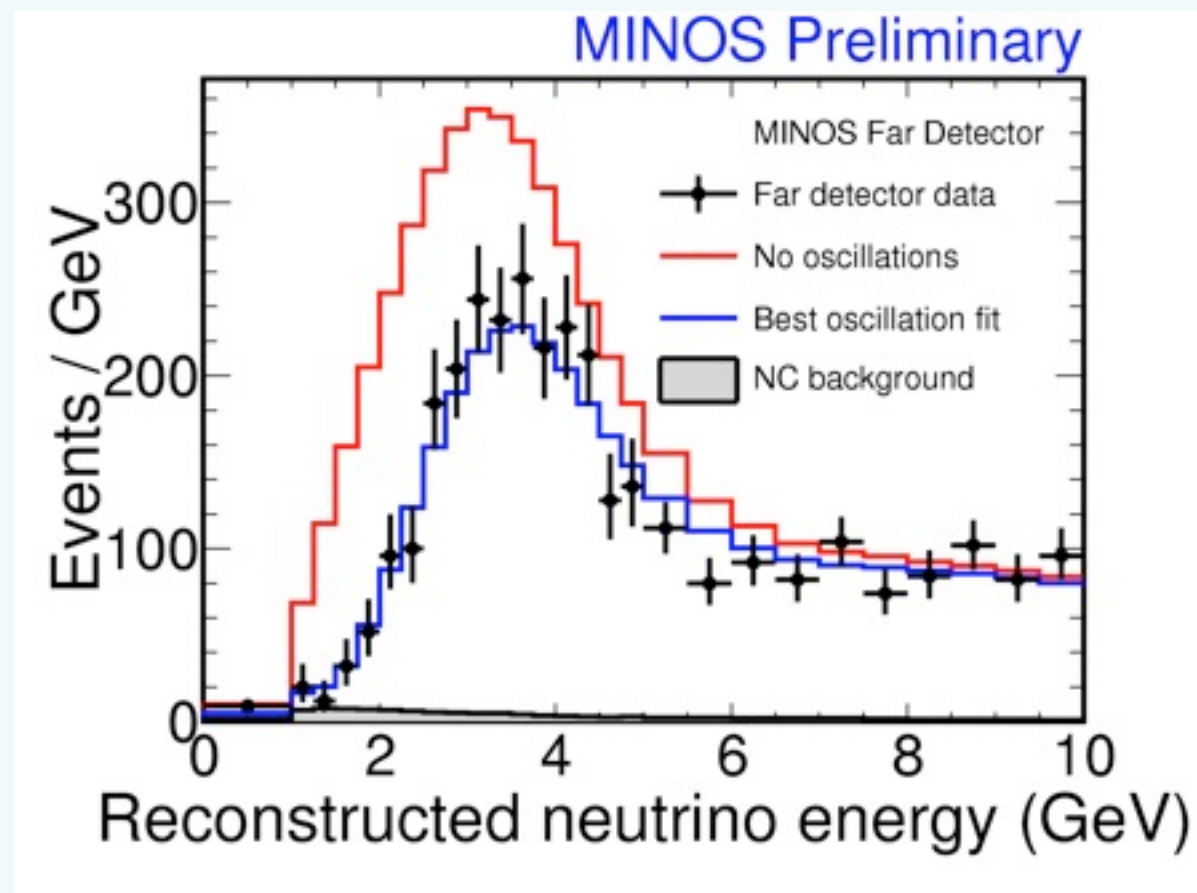 MINOS Preliminary
MINOS Far Detector
Far detector data
No oscillations
Best oscillation fit
NC background
Events / GeV
300
200
100
0
0 2 4 6 8 10
Reconstructed neutrino energy (GeV)